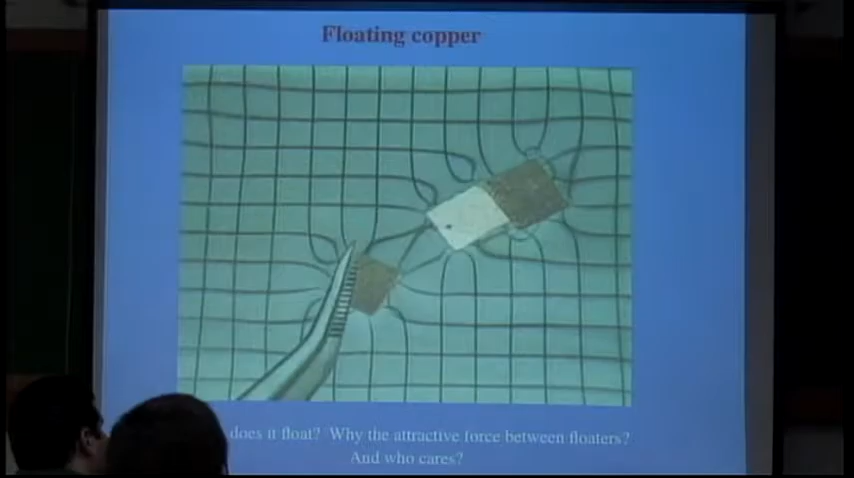 Floating copper
does it float? Why the attractive force between floaters?
And who cares?